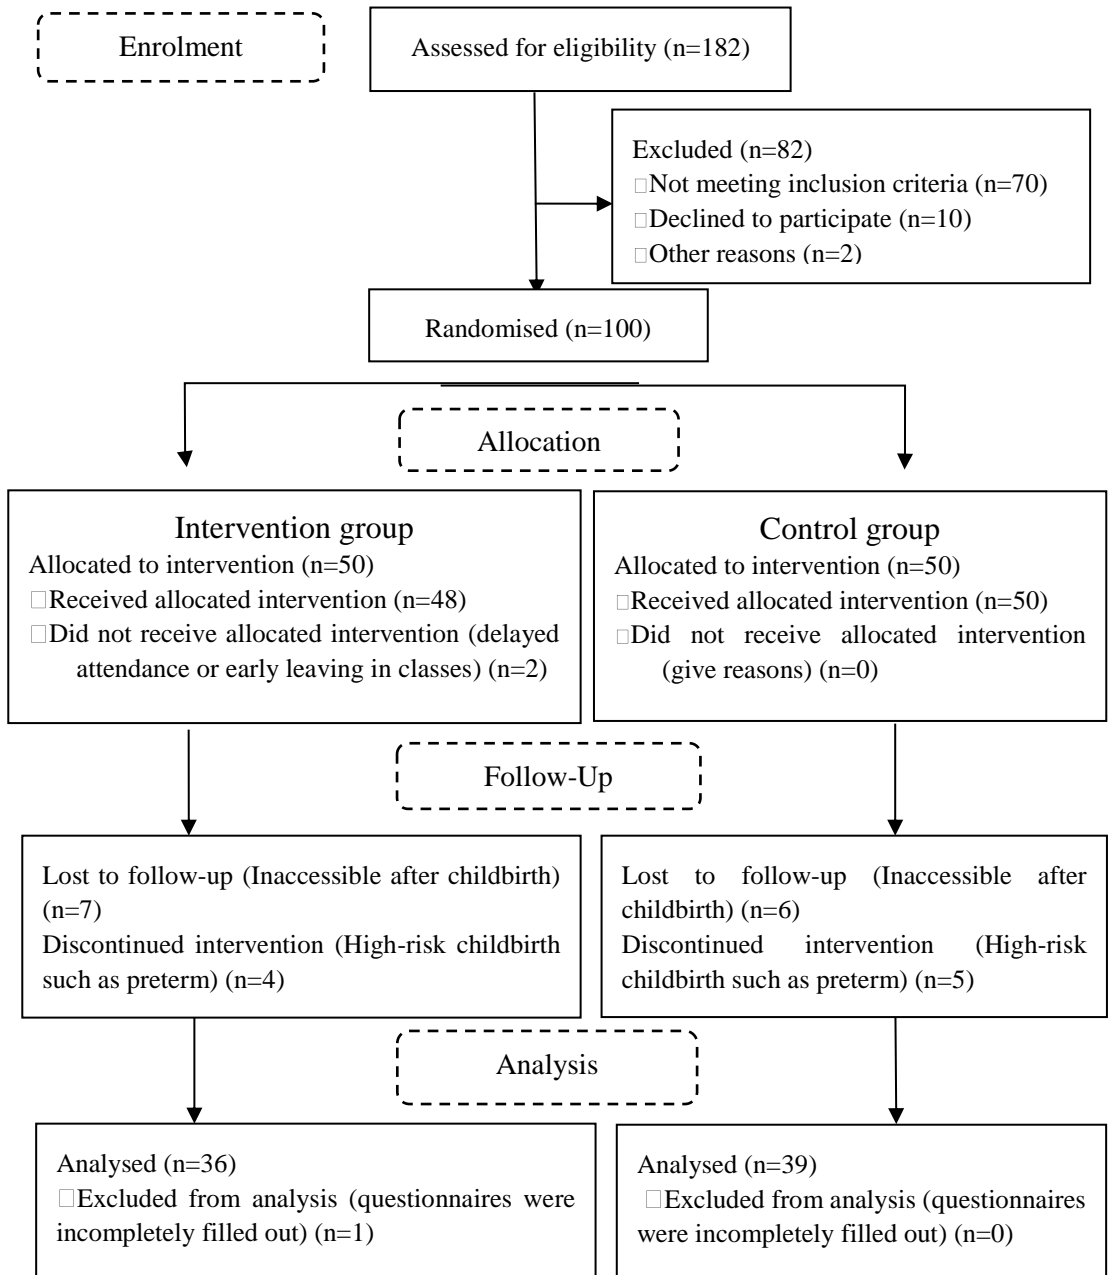 Enrolment
Assessed for eligibility (n=182)
Excluded (n=82)
□Not meeting inclusion criteria (n=70)
□Declined to participate (n=10)
□Other reasons (n=2)
Randomised (n=100)
Allocation
Intervention group
Allocated to intervention (n=50)
□Received allocated intervention (n=48)
□Did not receive allocated intervention (delayed
attendance or early leaving in classes) (n=2)
Control group
Allocated to intervention (n=50)
□Received allocated intervention (n=50)
□Did not receive allocated intervention
(give reasons) (n=0)
Follow-Up
Lost to follow-up (Inaccessible after childbirth)
(n=7)
Discontinued intervention (High-risk childbirth
such as preterm) (n=4)
Lost to follow-up (Inaccessible after
childbirth) (n=6)
Discontinued intervention (High-risk
childbirth such as preterm) (n=5)
Analysis
Analysed (n=36)
□Excluded from analysis (questionnaires were
incompletely filled out) (n=1)
Analysed (n=39)
□Excluded from analysis (questionnaires
were incompletely filled out) (n=0)